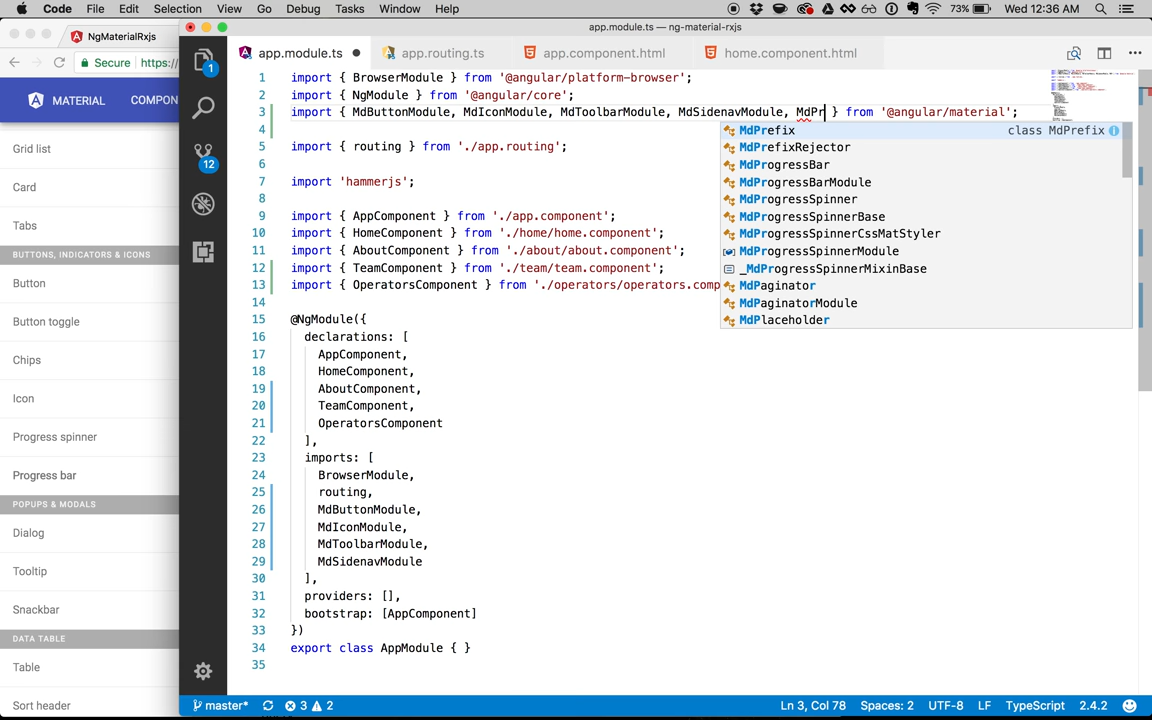 Code File Edit Selection View Go Debug Tasks Window Help 73% Wed 12:36 AM
app.module.ts — ng-material-rxjs
NgMaterialRxjs
Secure https:/
MATERIAL COMPON
Grid list
Card
Tabs
BUTTONS, INDICATORS & ICONS
Button
Button toggle
Chips
Icon
Progress spinner
Progress bar
POPUPS & MODALS
Dialog
Tooltip
Snackbar
DATA TABLE
Table
Sort header
1
12
app.module.ts app.routing.ts app.component.html home.component.html
1 import { BrowserModule } from '@angular/platform-browser';
2 import { NgModule } from '@angular/core';
3 import { MdButtonModule, MdIconModule, MdToolbarModule, MdSidenavModule, MdPr } from '@angular/material';
4
5 import { routing } from './app.routing';
6
7 import 'hammerjs';
8
9 import { AppComponent } from './app.component';
10 import { HomeComponent } from './home/home.component';
11 import { AboutComponent } from './about/about.component';
12 import { TeamComponent } from './team/team.component';
13 import { OperatorsComponent } from './operators/operators.comp
14
15 @NgModule({
16 declarations: [
17 AppComponent,
18 HomeComponent,
19 AboutComponent,
20 TeamComponent,
21 OperatorsComponent
22 ],
23 imports: [
24 BrowserModule,
25 routing,
26 MdButtonModule,
27 MdIconModule,
28 MdToolbarModule,
29 MdSidenavModule
30 ],
31 providers: [],
32 bootstrap: [AppComponent]
33 })
34 export class AppModule { }
35
MdPrefix class MdPrefix
MdPrefixRejector
MdProgressBar
MdProgressBarModule
MdProgressSpinner
MdProgressSpinnerBase
MdProgressSpinnerCssMatStyler
MdProgressSpinnerModule
_MdProgressSpinnerMixinBase
MdPaginator
MdPaginatorModule
MdPlaceholder
master* 3 2 Ln 3, Col 78 Spaces: 2 UTF-8 LF TypeScript 2.4.2